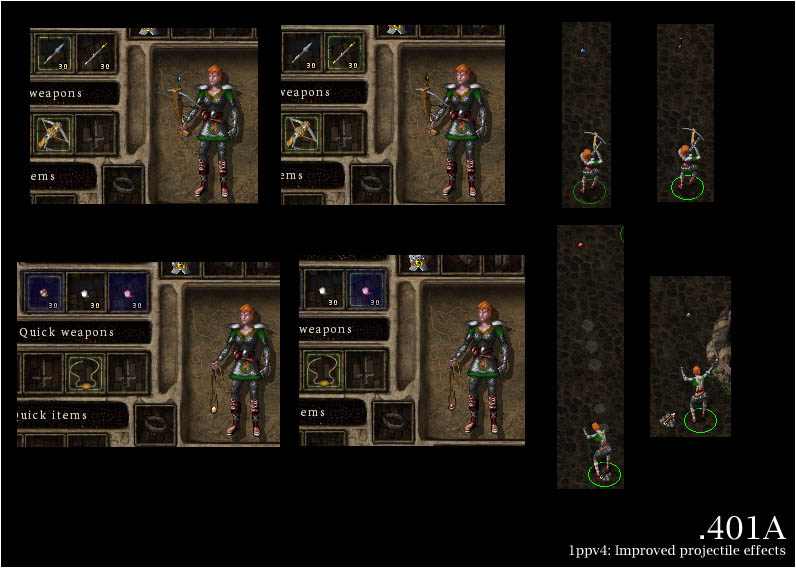 30 30
30 30
weapons
weapons
ems
ems
30 30 30
30 30
Quick weapons
weapons
uick items
ems
.401A
1ppv4: Improved projectile effects